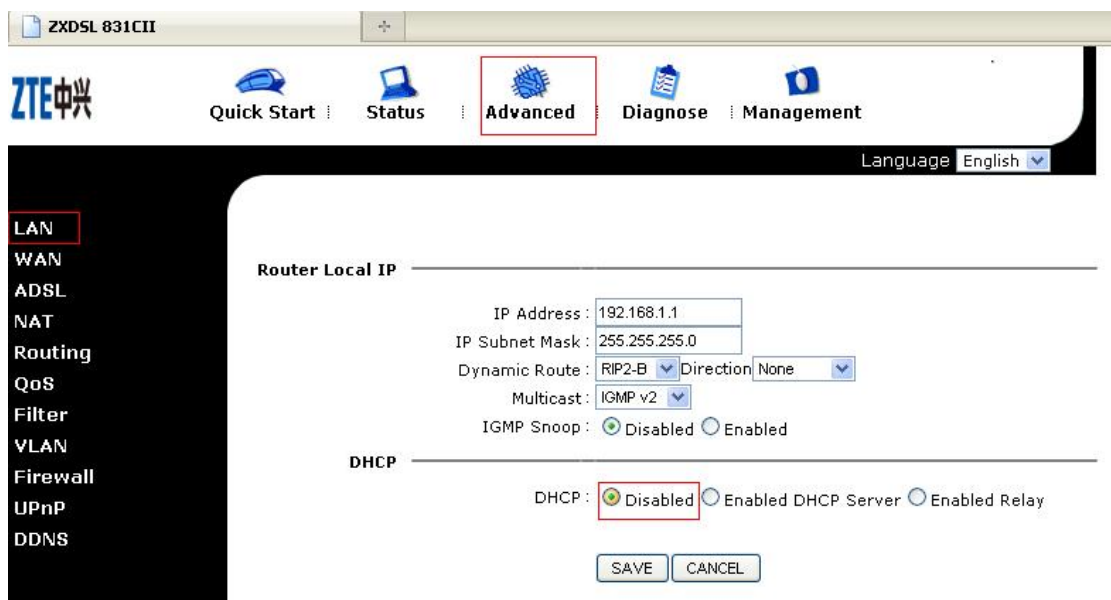 ZXDSL 831CII
ZTE中兴
Quick Start Status Advanced Diagnose Management
Language English
LAN
WAN
ADSL
NAT
Routing
QoS
Filter
VLAN
Firewall
UPnP
DDNS
Router Local IP
IP Address : 192.168.1.1
IP Subnet Mask : 255.255.255.0
Dynamic Route : RIP2-B Direction None
Multicast : IGMP v2
IGMP Snoop : Disabled Enabled
DHCP
DHCP : Disabled Enabled DHCP Server Enabled Relay
SAVE CANCEL